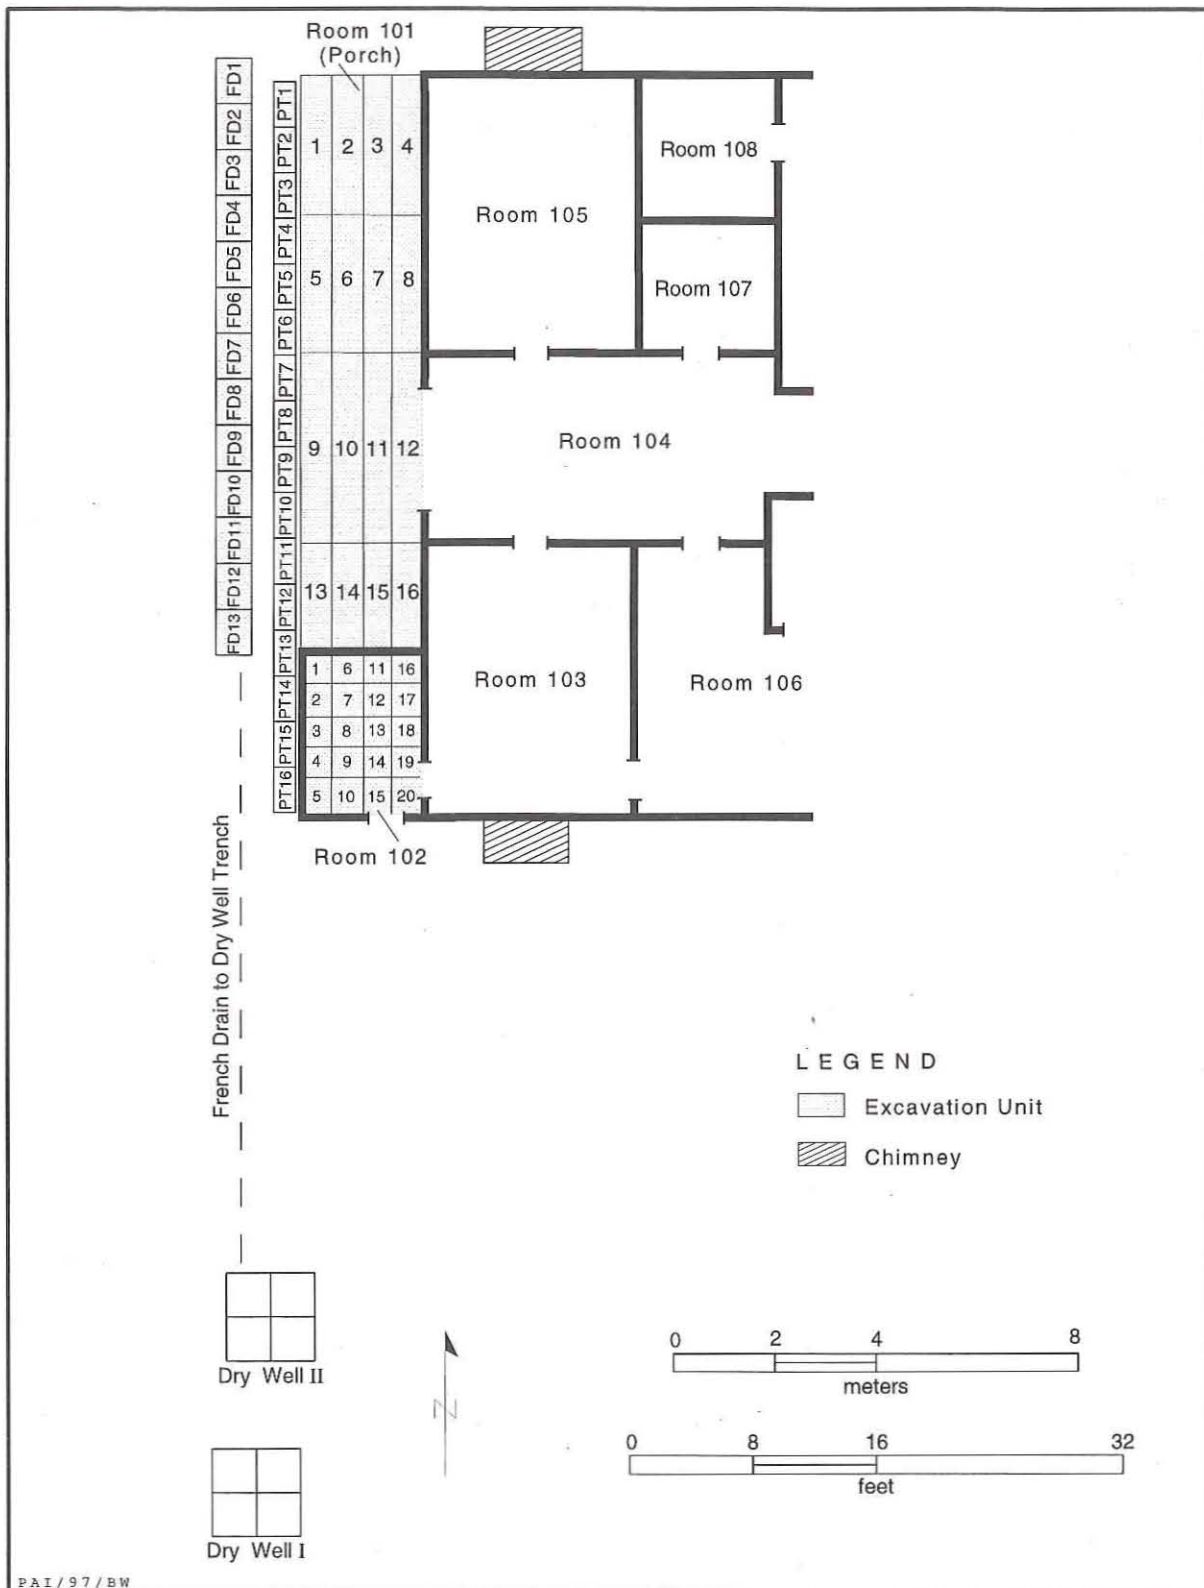 Room 101
(Porch)
FD1
FD2
FD3
FD4
FD5
FD6
FD7
FD8
FD9
FD10
FD11
FD12
FD13
PT1
PT2
PT3
PT4
PT5
PT6
PT7
PT8
PT9
PT10
PT11
PT12
PT13
PT14
PT15
PT16
1 2 3 4
5 6 7 8
9 10 11 12
13 14 15 16
1 6 11 16
2 7 12 17
3 8 13 18
4 9 14 19
5 10 15 20
Room 105
Room 108
Room 107
Room 104
Room 103
Room 106
Room 102
French Drain to Dry Well Trench
LEGEND
Excavation Unit
Chimney
Dry Well II
Dry Well I
N
0 2 4 8
meters
0 8 16 32
feet
PAI/97/BW